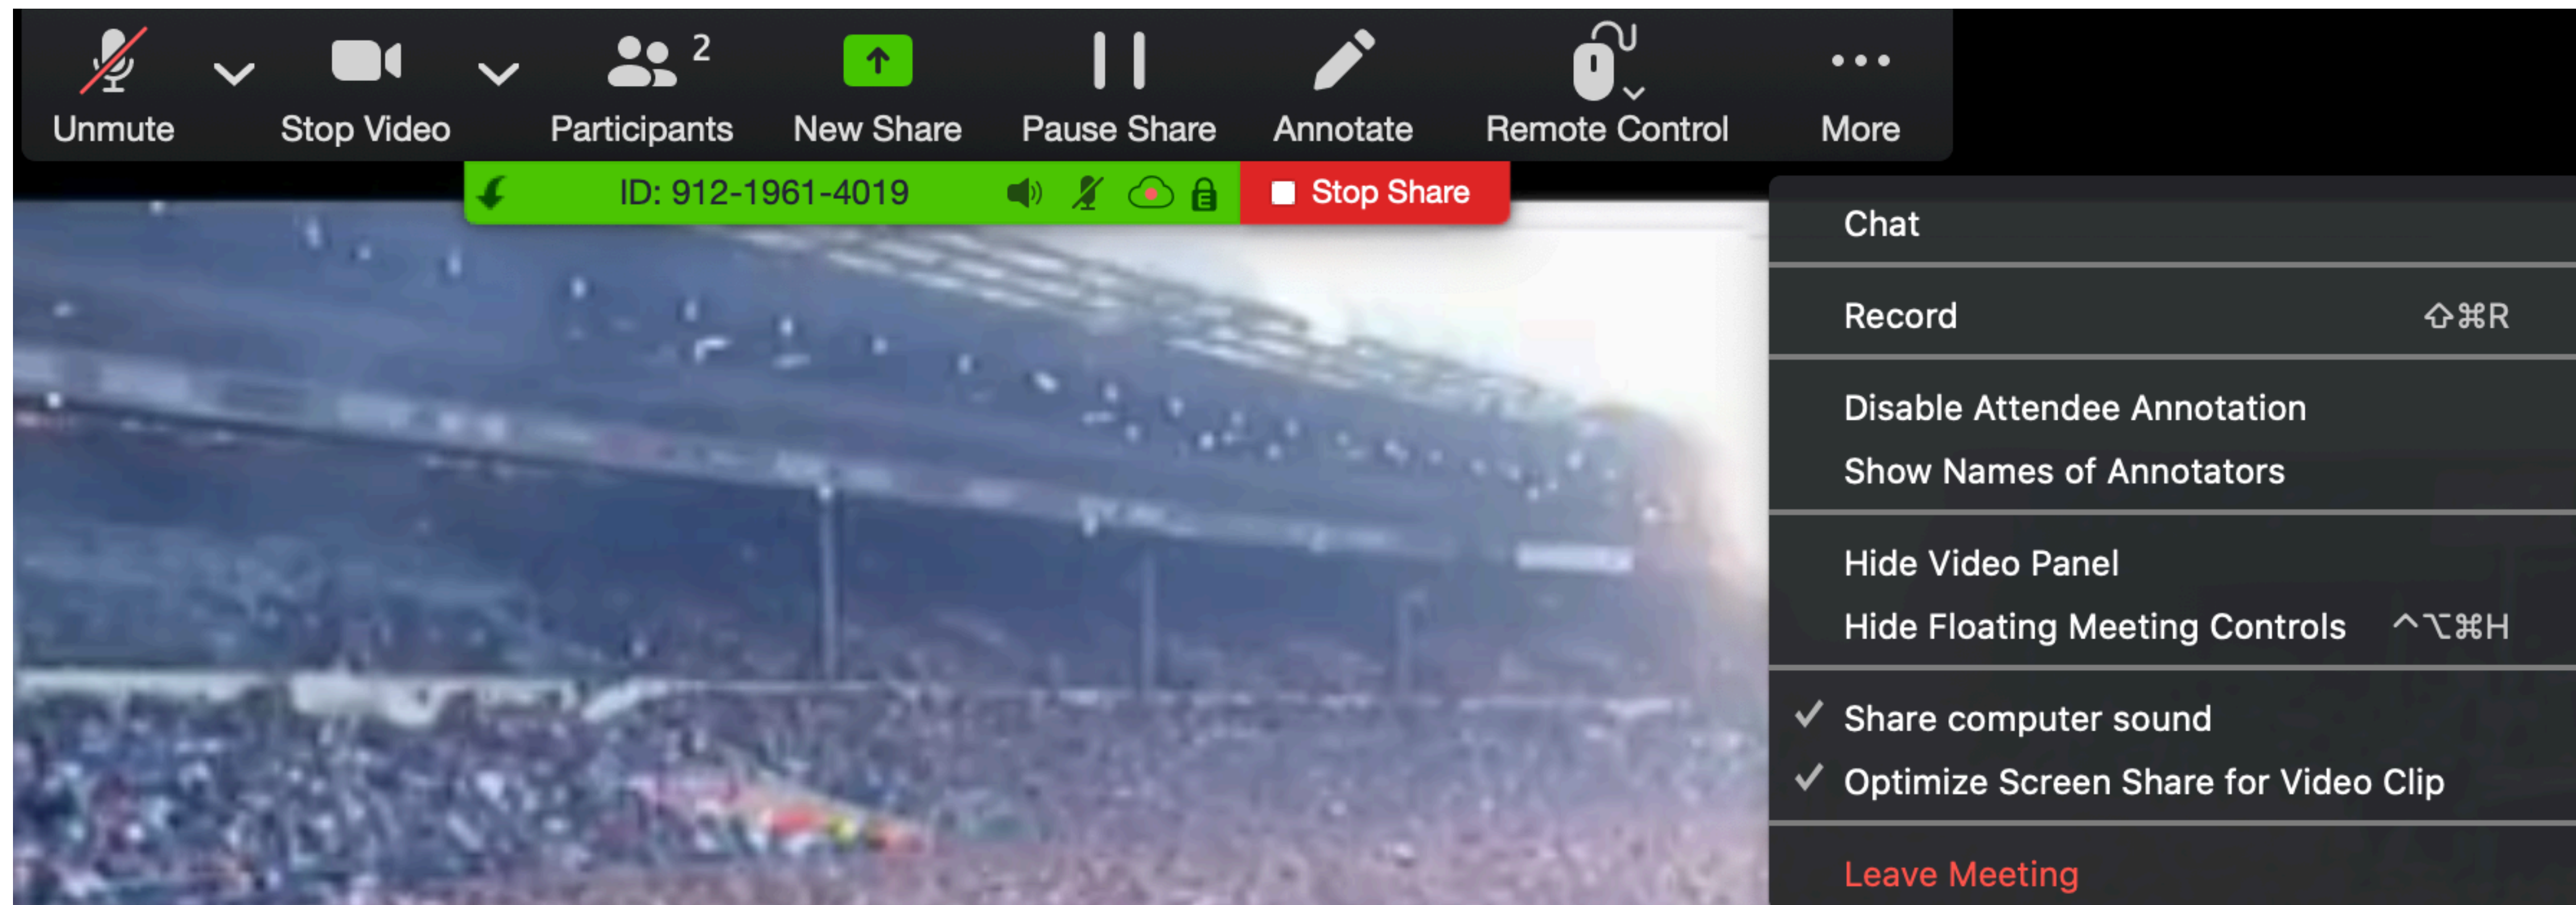 2
Unmute
Stop Video
Participants
New Share
Pause Share
Annotate
Remote Control
More
ID: 912-1961-4019
Stop Share
Chat
Record ⇧⌘R
Disable Attendee Annotation
Show Names of Annotators
Hide Video Panel
Hide Floating Meeting Controls ^⌥⌘H
Share computer sound
Optimize Screen Share for Video Clip
Leave Meeting